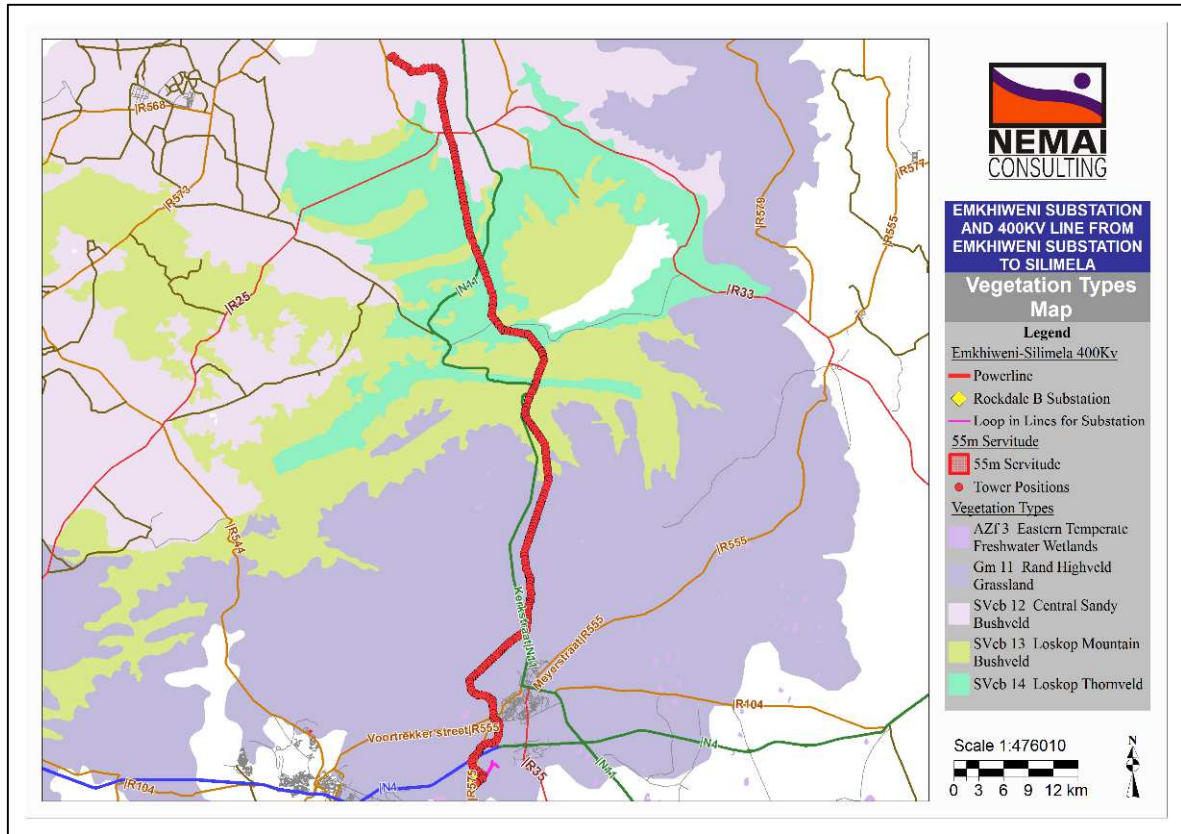 |R568
|R573
|R25
|N11
|R579
|R577
|R555
|R33
|R544
|R555
Kerkstraat|N11
Meyerstraat|R555
Voortrekker street|R555
|R104
|N4
|R575
|R35
|N11
|N4
|R104
NEMAI
CONSULTING
EMKHIWENI SUBSTATION
AND 400KV LINE FROM
EMKHIWENI SUBSTATION
TO SILIMELA
Vegetation Types
Map
Legend
Emkhiweni-Silimela 400Kv
Powerline
Rockdale B Substation
Loop in Lines for Substation
55m Servitude
55m Servitude
Tower Positions
Vegetation Types
AZf 3 Eastern Temperate
Freshwater Wetlands
Gm 11 Rand Highveld
Grassland
SVcb 12 Central Sandy
Bushveld
SVcb 13 Loskop Mountain
Bushveld
SVcb 14 Loskop Thornveld
Scale 1:476010
N
0 3 6 9 12 km